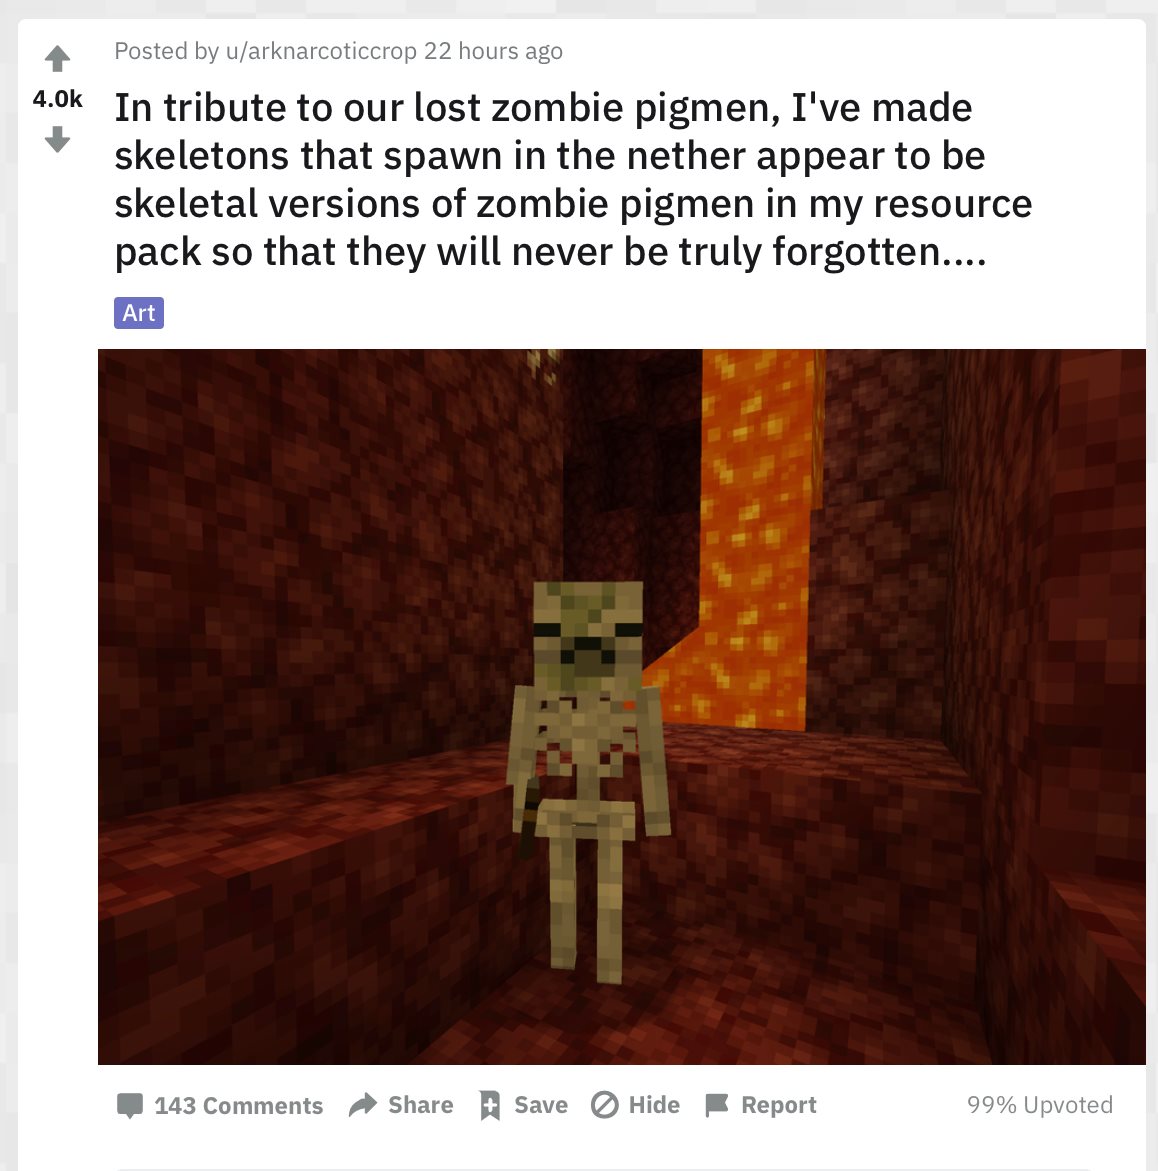 Posted by u/arknarcoticcrop 22 hours ago
4.0k
In tribute to our lost zombie pigmen, I've made
skeletons that spawn in the nether appear to be
skeletal versions of zombie pigmen in my resource
pack so that they will never be truly forgotten....
Art
143 Comments Share Save Hide Report 99% Upvoted